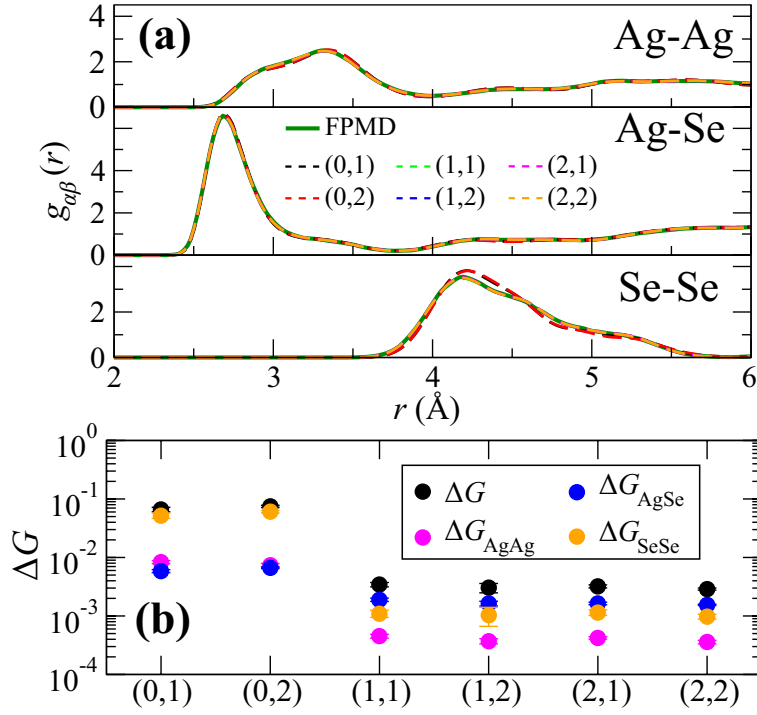 (a)
Ag-Ag
4
2
0
gαβ(r)
FPMD
Ag-Se
(0,1) (1,1) (2,1)
(0,2) (1,2) (2,2)
4
2
0
Se-Se
2
0
2 3 4 5 6
r (Å)
10^0
10^-1
10^-2
10^-3
10^-4
ΔG
ΔG ΔG_AgSe
ΔG_AgAg ΔG_SeSe
(b)
(0,1) (0,2) (1,1) (1,2) (2,1) (2,2)